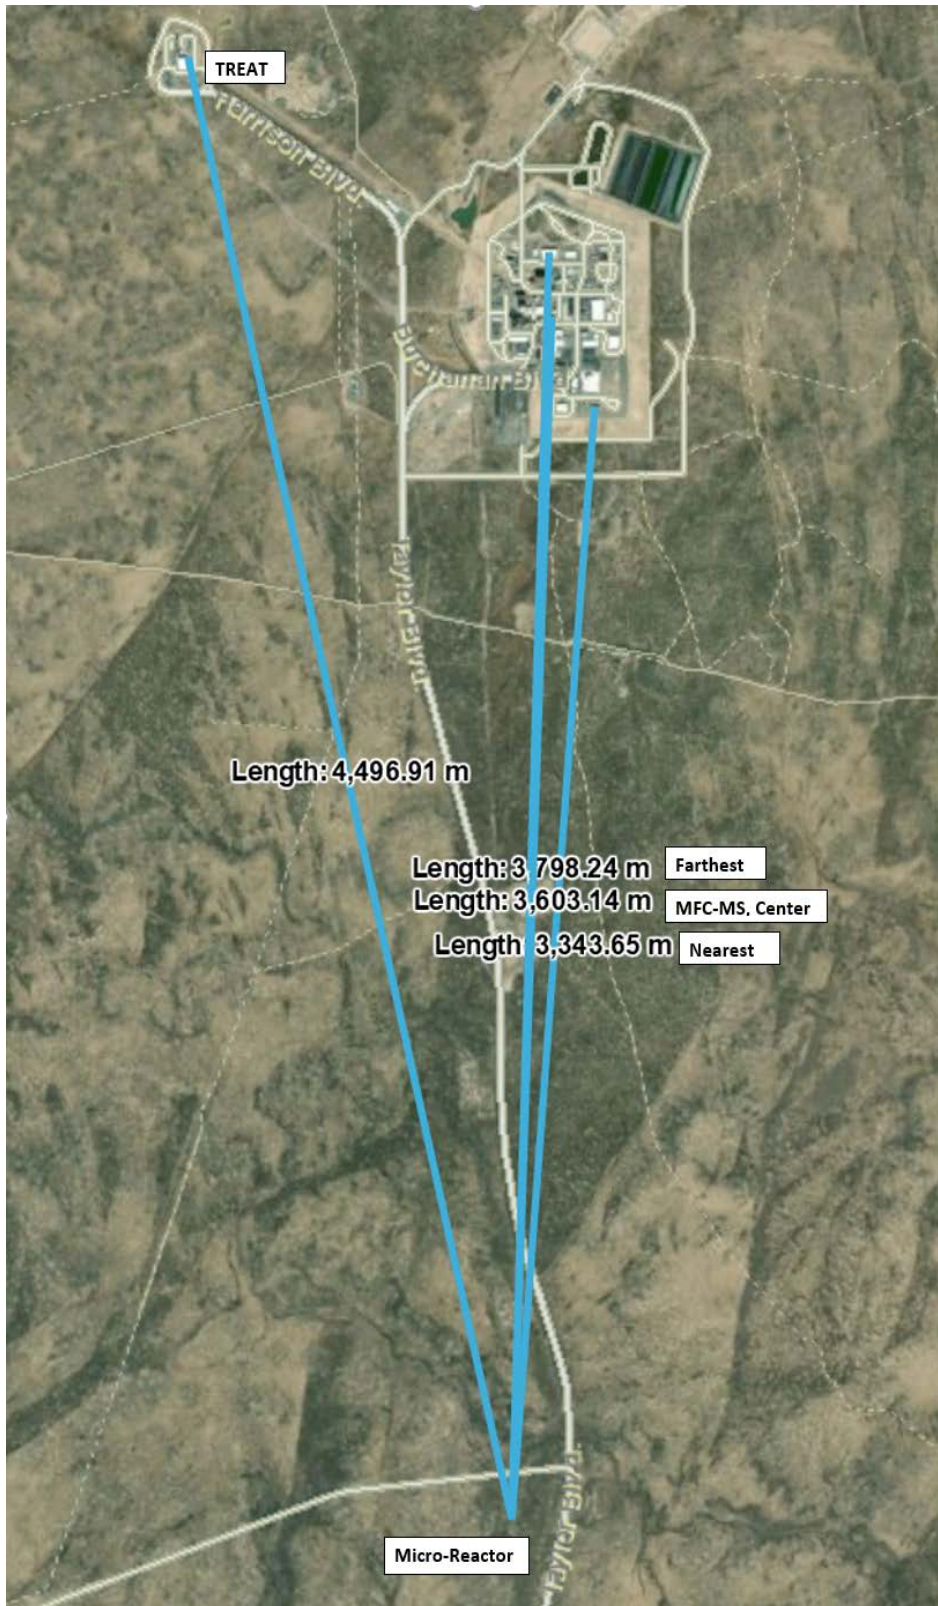 TREAT
Farrison Blvd
Buchanan Blvd
Taylor Blvd.
Length: 4,496.91 m
Length: 3,798.24 m Farthest
Length: 3,603.14 m MFC-MS, Center
Length: 3,343.65 m Nearest
Taylor Blvd.
Micro-Reactor